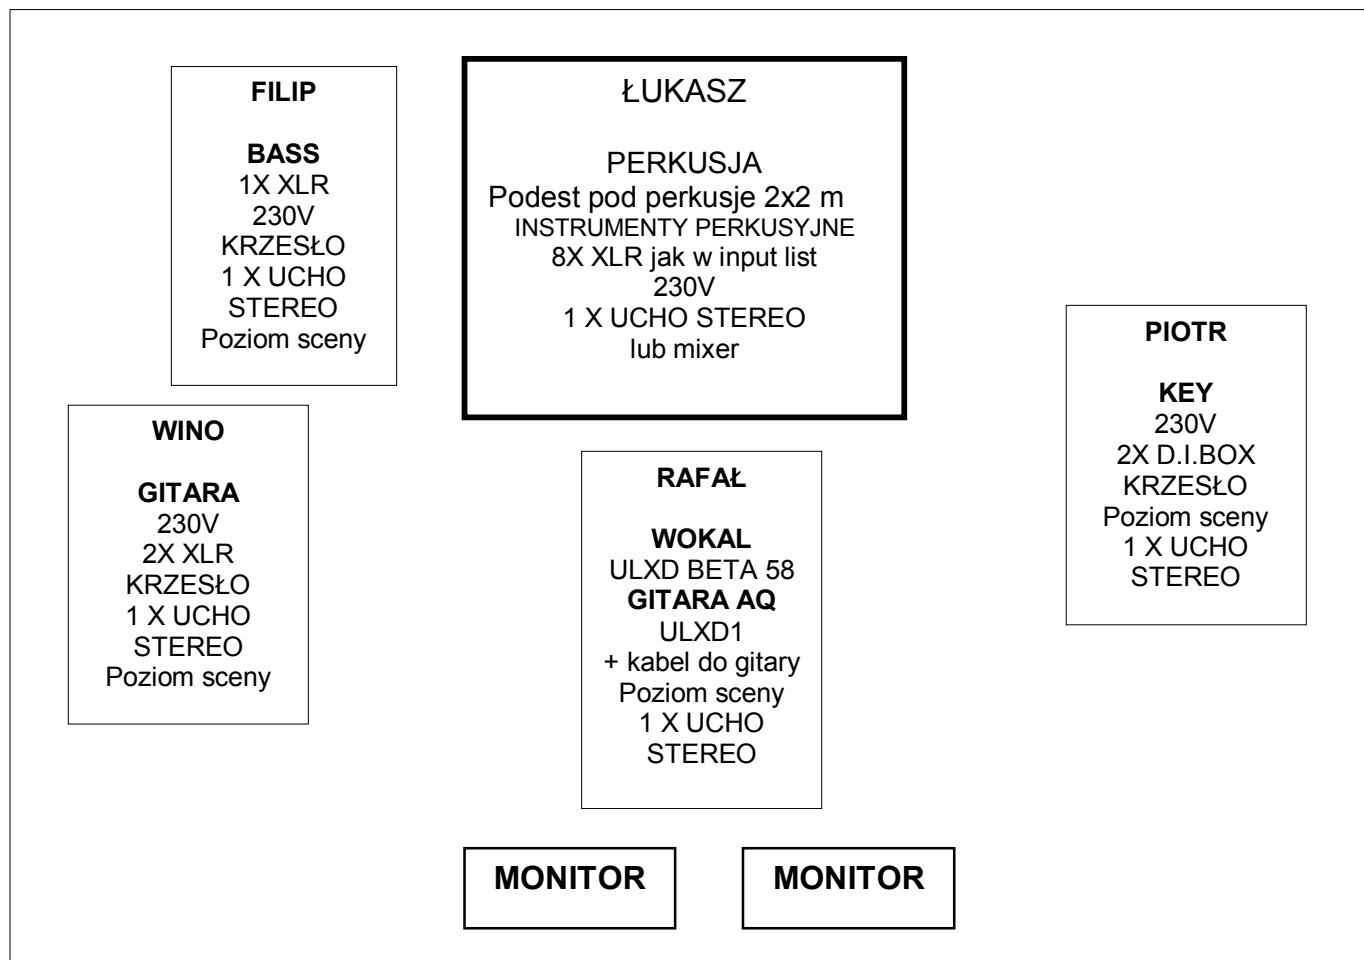 FILIP
BASS
1X XLR
230V
KRZESŁO
1 X UCHO
STEREO
Poziom sceny
ŁUKASZ
PERKUSJA
Podest pod perkusje 2x2 m
INSTRUMENTY PERKUSYJNE
8X XLR jak w input list
230V
1 X UCHO STEREO
lub mixer
PIOTR
KEY
230V
2X D.I.BOX
KRZESŁO
Poziom sceny
1 X UCHO
STEREO
WINO
GITARA
230V
2X XLR
KRZESŁO
1 X UCHO
STEREO
Poziom sceny
RAFAŁ
WOKAL
ULXD BETA 58
GITARA AQ
ULXD1
+ kabel do gitary
Poziom sceny
1 X UCHO
STEREO
MONITOR
MONITOR